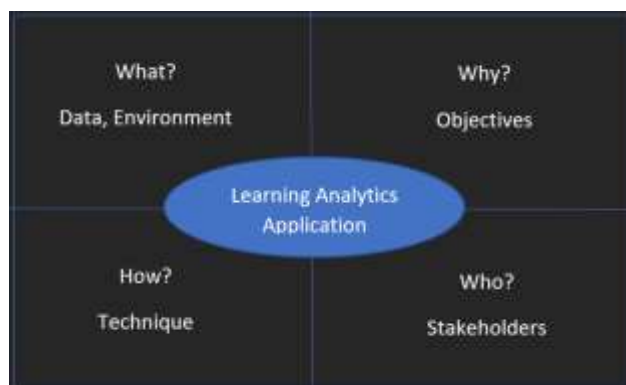 What?
Data, Environment
Why?
Objectives
Learning Analytics
Application
How?
Technique
Who?
Stakeholders